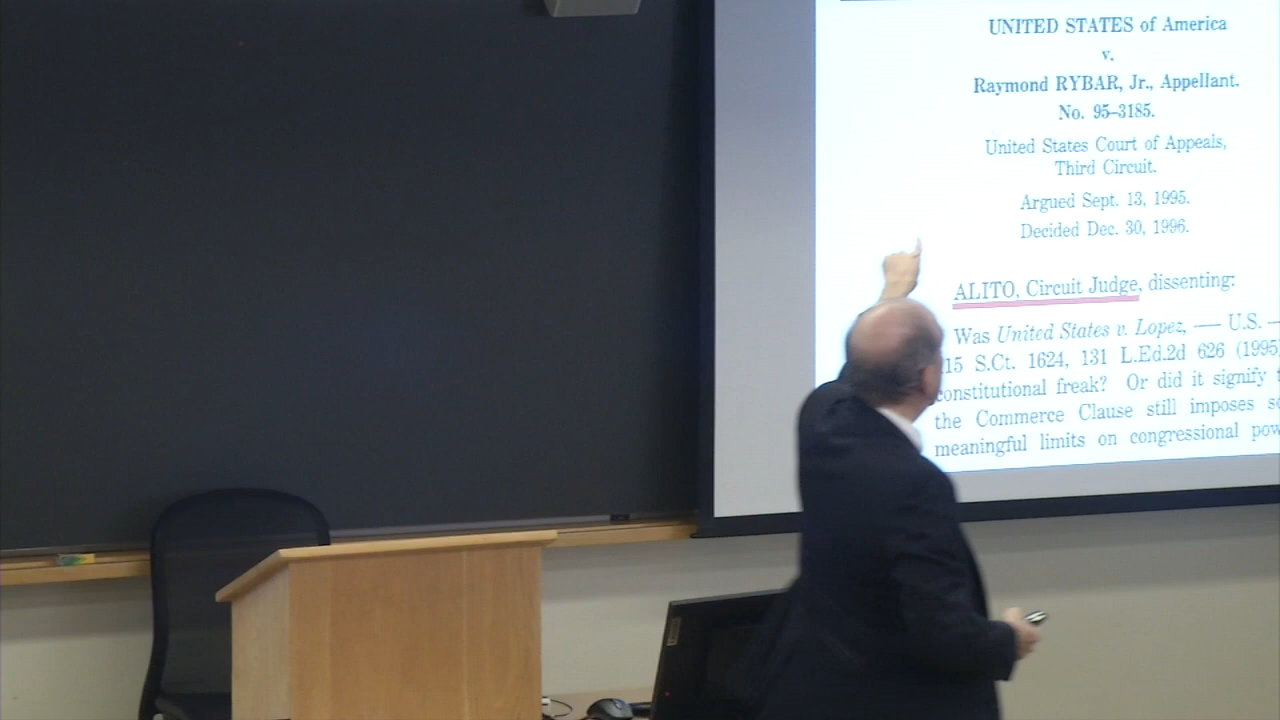 UNITED STATES of America
v.
Raymond RYBAR, Jr., Appellant.
No. 95–3185.
United States Court of Appeals,
Third Circuit.
Argued Sept. 13, 1995.
Decided Dec. 30, 1996.
ALITO, Circuit Judge, dissenting:
Was United States v. Lopez, — U.S. —
15 S.Ct. 1624, 131 L.Ed.2d 626 (1995
constitutional freak? Or did it signify
the Commerce Clause still imposes
meaningful limits on congressional